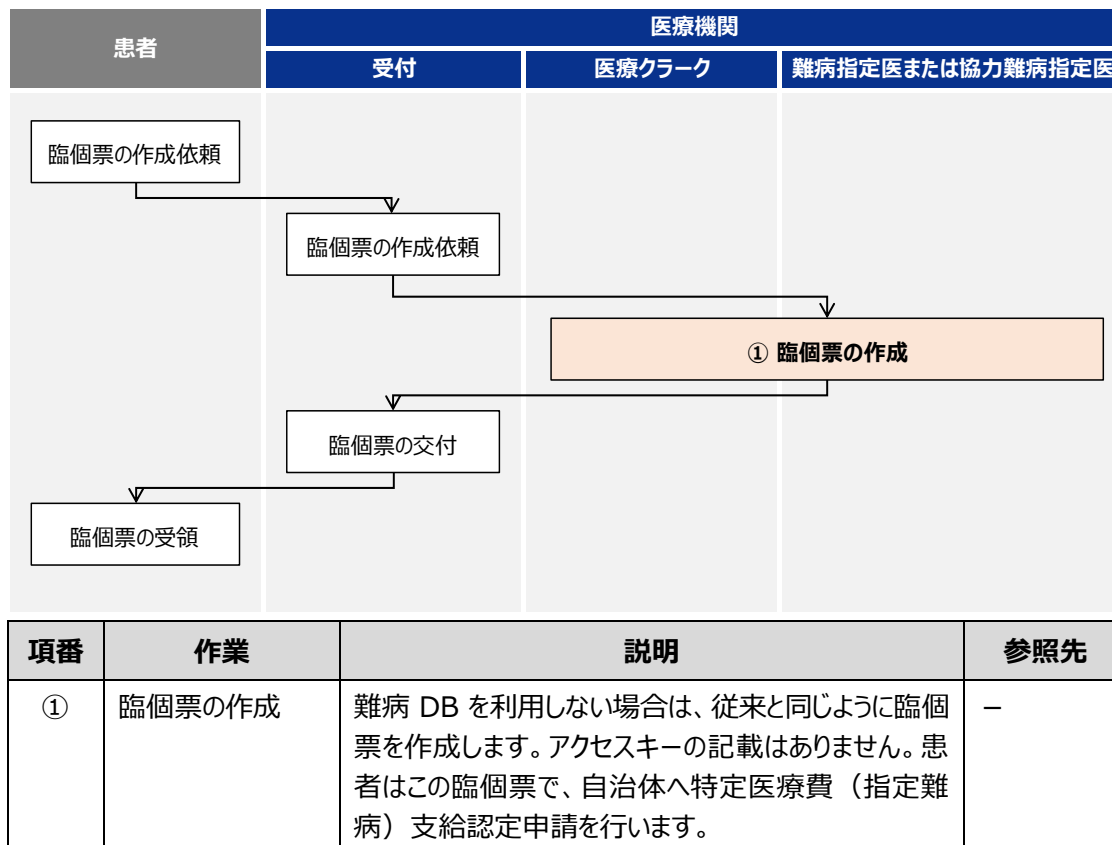 患者
医療機関
受付
医療クラーク
難病指定医または協力難病指定医
臨個票の作成依頼
臨個票の作成依頼
① 臨個票の作成
臨個票の交付
臨個票の受領
項番
作業
説明
参照先
①
臨個票の作成
難病 DB を利用しない場合は、従来と同じように臨個
票を作成します。アクセスキーの記載はありません。患
者はこの臨個票で、自治体へ特定医療費（指定難
病）支給認定申請を行います。
－